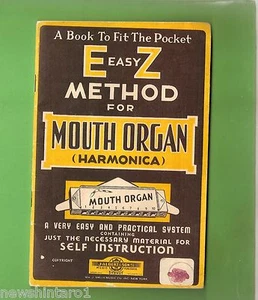 A Book To Fit The Pocket
E EASY Z
METHOD
FOR
MOUTH ORGAN
(HARMONICA)
MOUTH ORGAN
A VERY EASY AND PRACTICAL SYSTEM
CONTAINING
JUST THE NECESSARY MATERIAL FOR
SELF INSTRUCTION
COPYRIGHT
newshintaro1